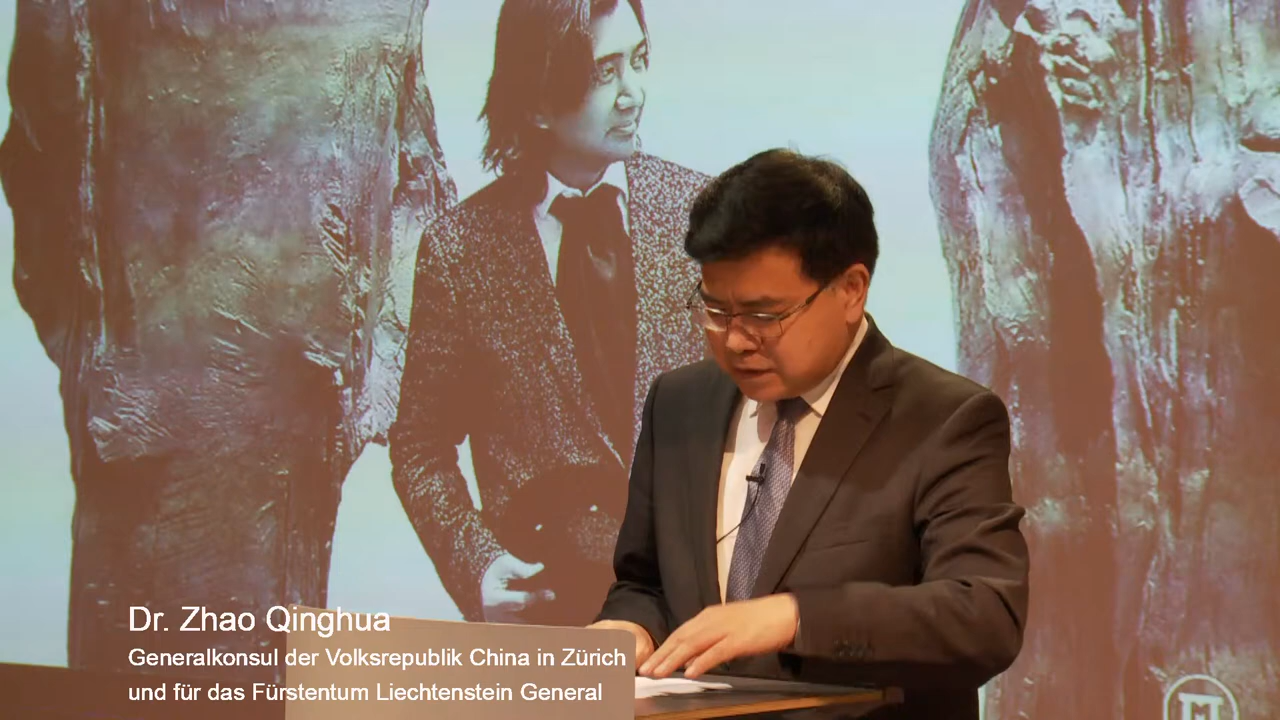 Dr. Zhao Qinghua
Generalkonsul der Volksrepublik China in Zürich
und für das Fürstentum Liechtenstein General